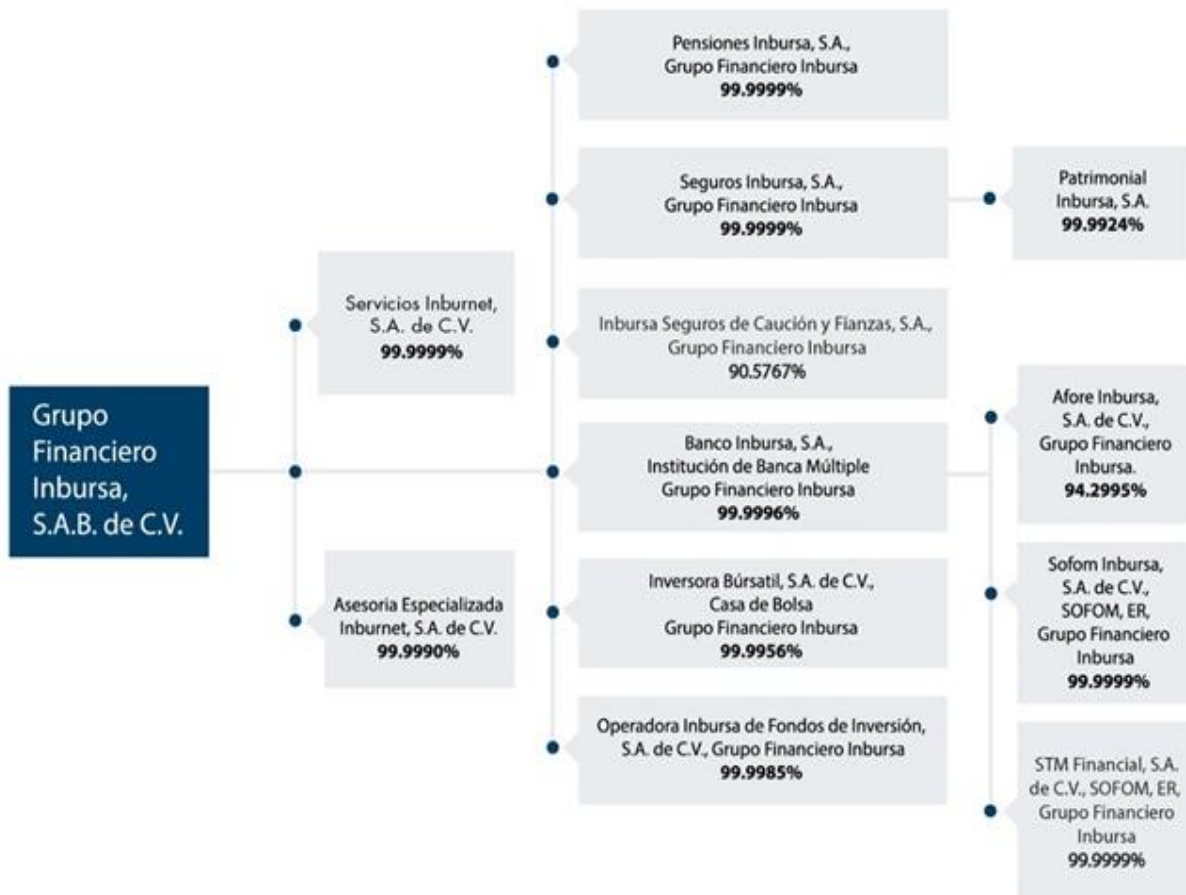 Grupo
Financiero
Inbursa,
S.A.B. de C.V.
Servicios Inburnet,
S.A. de C.V.
99.9999%
Asesoria Especializada
Inburnet, S.A. de C.V.
99.9990%
Pensiones Inbursa, S.A.,
Grupo Financiero Inbursa
99.9999%
Seguros Inbursa, S.A.,
Grupo Financiero Inbursa
99.9999%
Patrimonial
Inbursa, S.A.
99.9924%
Inbursa Seguros de Caución y Fianzas, S.A.,
Grupo Financiero Inbursa
90.5767%
Banco Inbursa, S.A.,
Institución de Banca Múltiple
Grupo Financiero Inbursa
99.9996%
Afore Inbursa,
S.A. de C.V.,
Grupo Financiero
Inbursa.
94.2995%
Sofom Inbursa,
S.A. de C.V.,
SOFOM, ER,
Grupo Financiero
Inbursa
99.9999%
STM Financial, S.A.
de C.V., SOFOM, ER,
Grupo Financiero
Inbursa
99.9999%
Inversora Búrsatil, S.A. de C.V.,
Casa de Bolsa
Grupo Financiero Inbursa
99.9956%
Operadora Inbursa de Fondos de Inversión,
S.A. de C.V., Grupo Financiero Inbursa
99.9985%